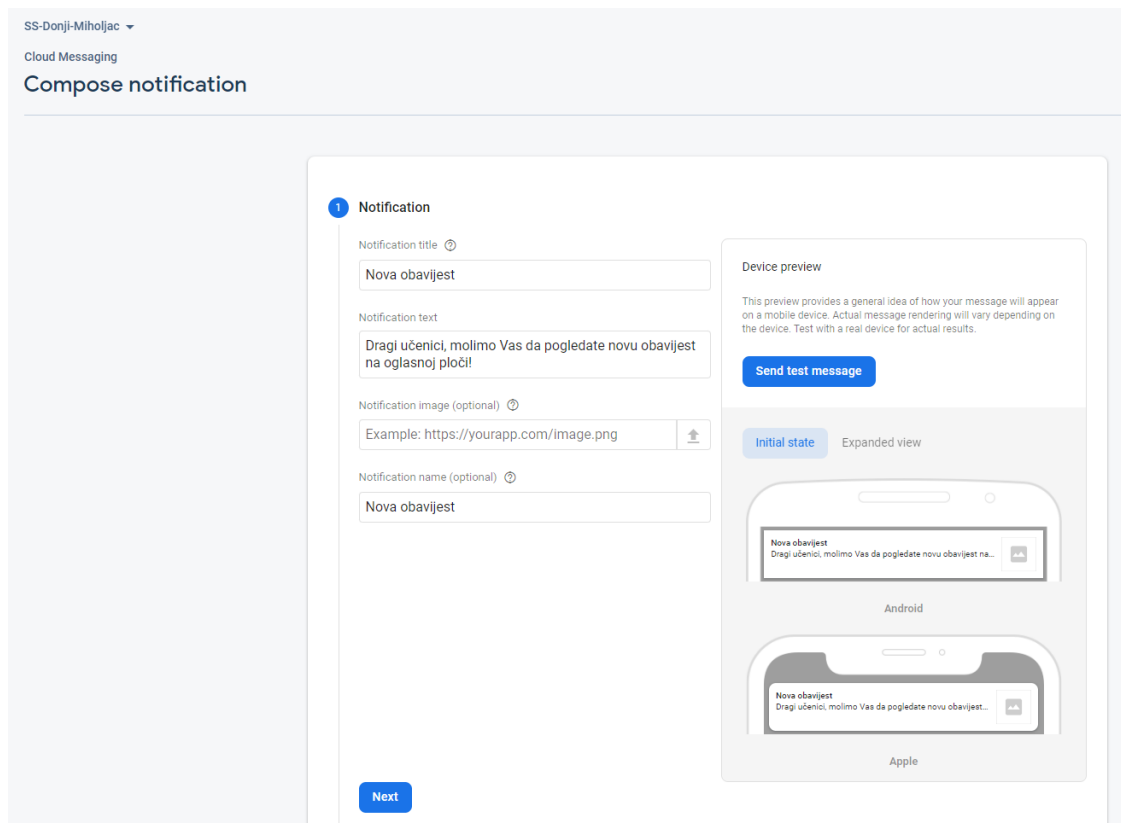 SS-Donji-Miholjac
Cloud Messaging
Compose notification
1 Notification
Notification title
Nova obavijest
Notification text
Dragi učenici, molimo Vas da pogledate novu obavijest
na oglasnoj ploči!
Notification image (optional)
Example: https://yourapp.com/image.png
Notification name (optional)
Nova obavijest
Next
Device preview
This preview provides a general idea of how your message will appear
on a mobile device. Actual message rendering will vary depending on
the device. Test with a real device for actual results.
Send test message
Initial state Expanded view
Nova obavijest
Dragi učenici, molimo Vas da pogledate novu obavijest na...
Android
Nova obavijest
Dragi učenici, molimo Vas da pogledate novu obavijest...
Apple